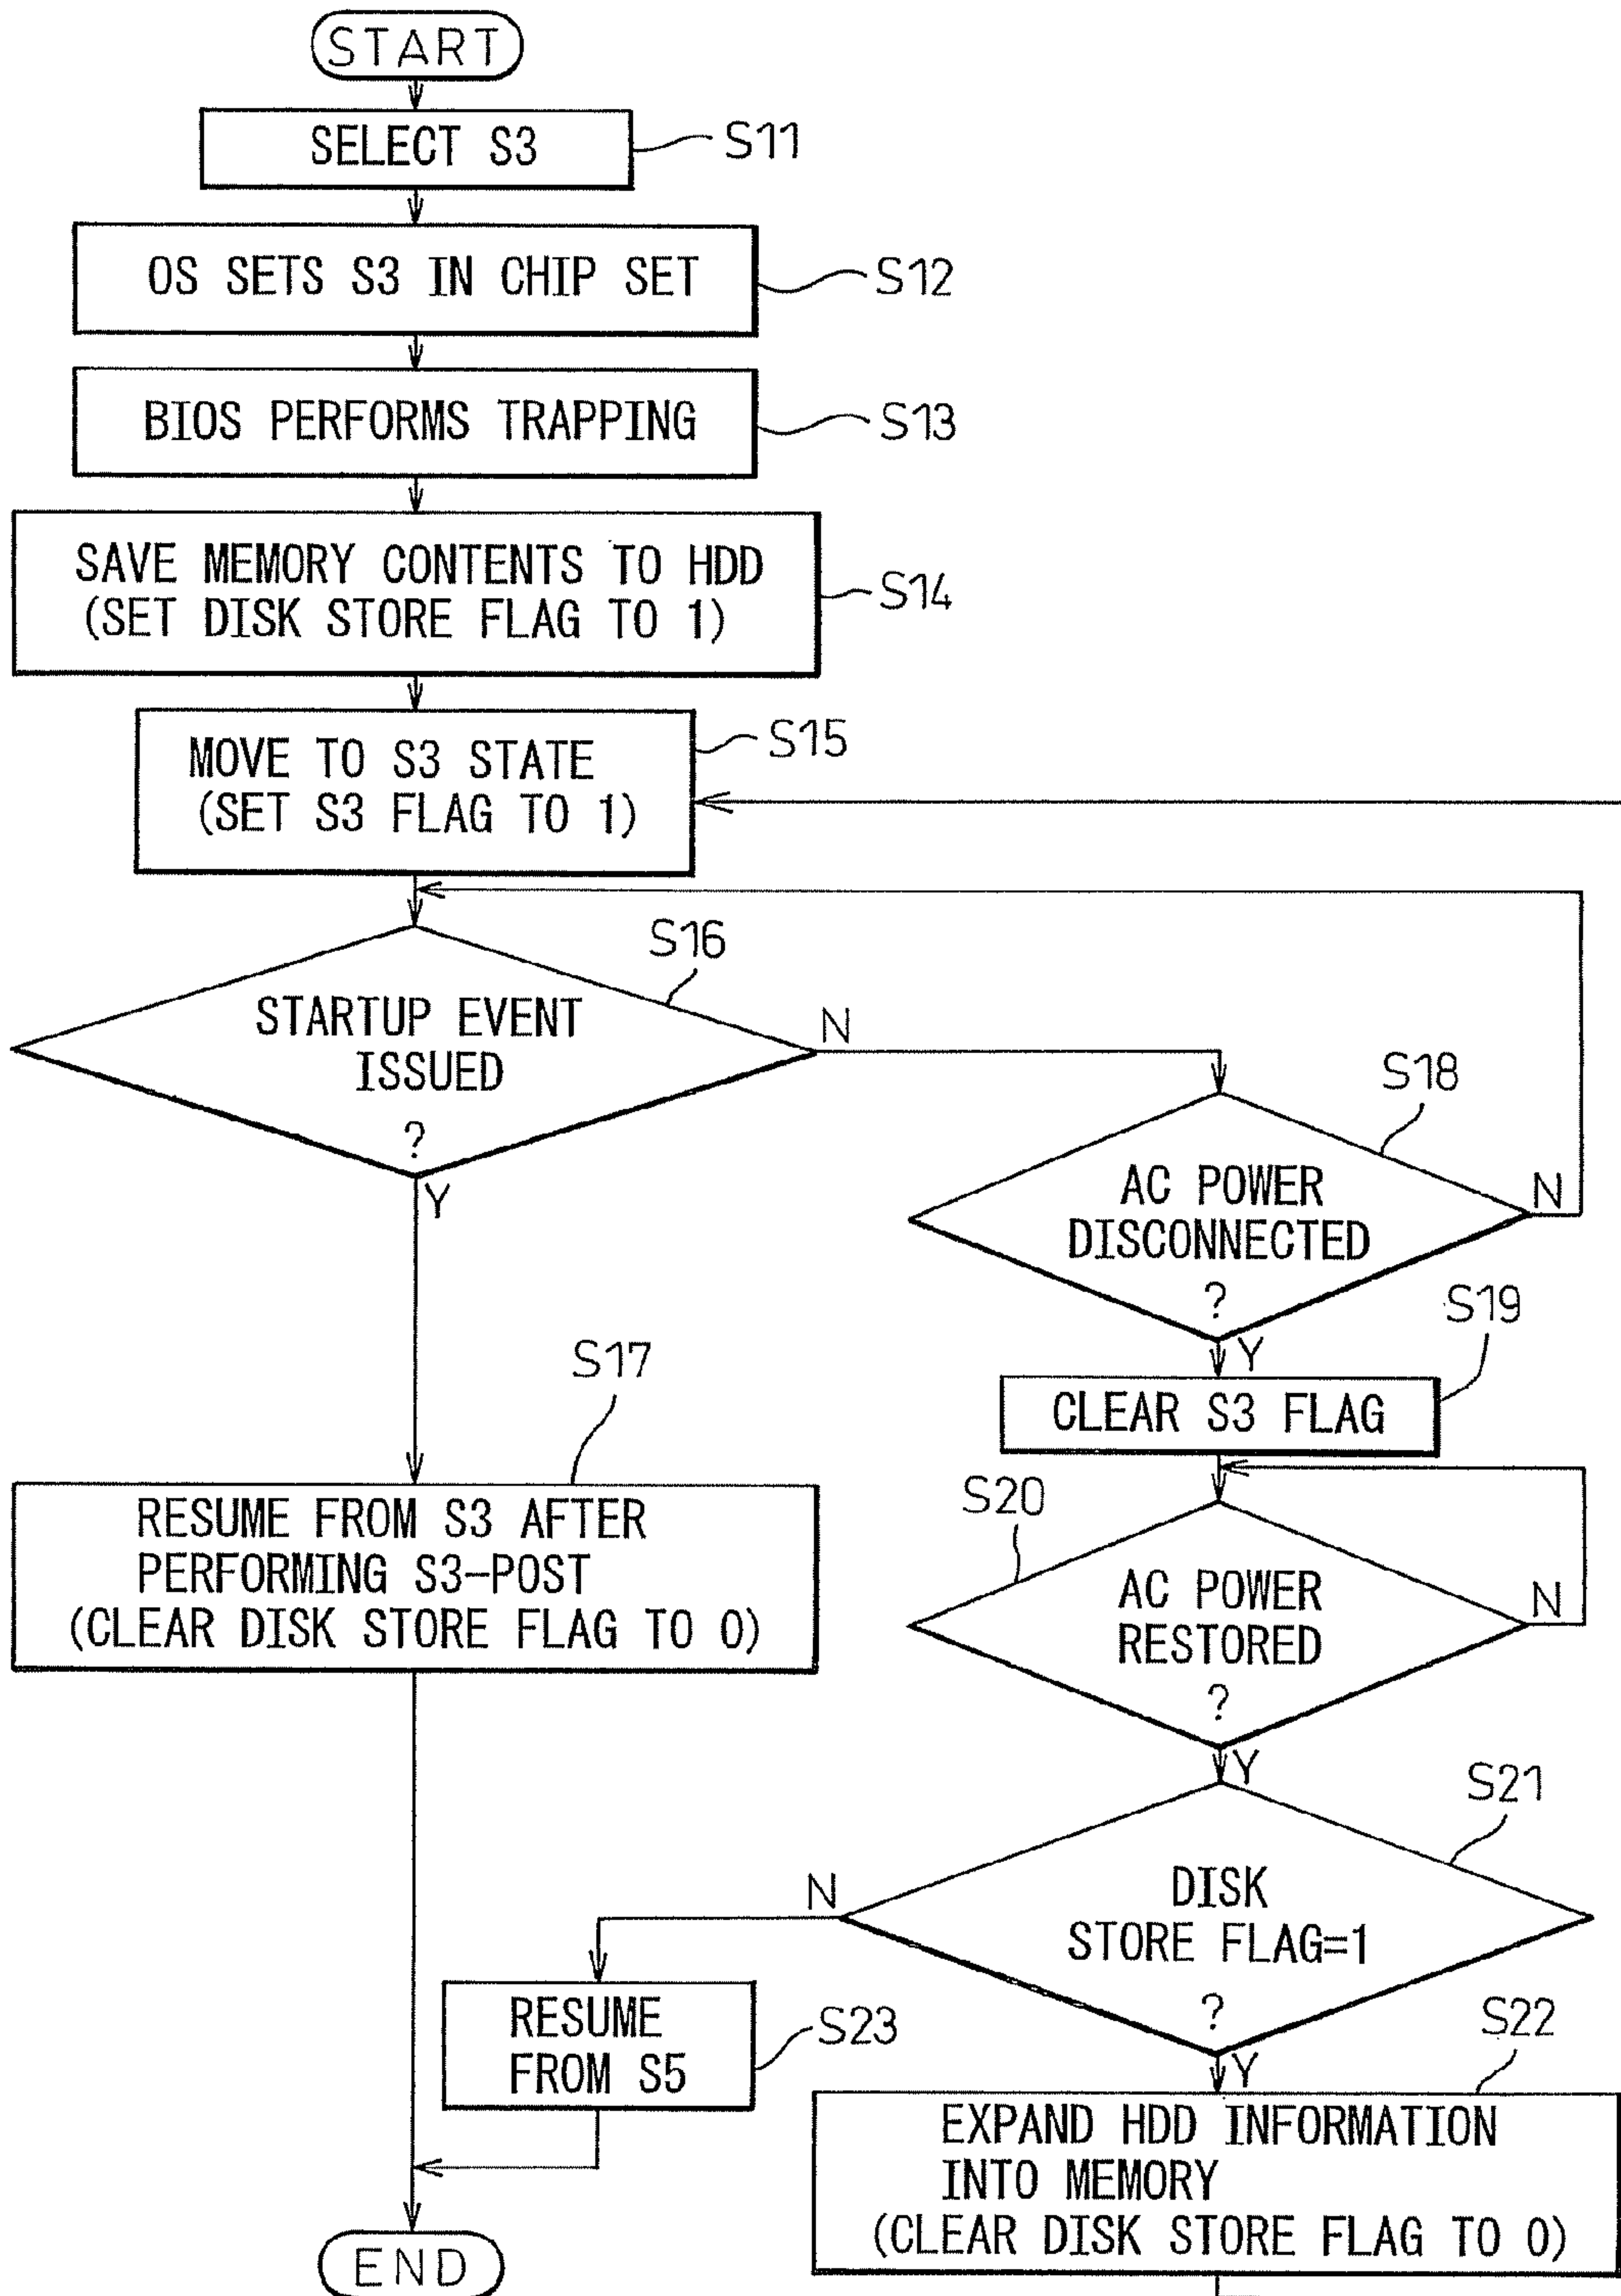 START
SELECT S3
S11
OS SETS S3 IN CHIP SET
S12
BIOS PERFORMS TRAPPING
S13
SAVE MEMORY CONTENTS TO HDD
(SET DISK STORE FLAG TO 1)
S14
MOVE TO S3 STATE
(SET S3 FLAG TO 1)
S15
S16
STARTUP EVENT
ISSUED
?
N
Y
S18
AC POWER
DISCONNECTED
?
N
Y
S19
CLEAR S3 FLAG
S17
RESUME FROM S3 AFTER
PERFORMING S3-POST
(CLEAR DISK STORE FLAG TO 0)
S20
AC POWER
RESTORED
?
N
Y
S21
DISK
STORE FLAG=1
?
N
Y
RESUME
FROM S5
S23
S22
EXPAND HDD INFORMATION
INTO MEMORY
(CLEAR DISK STORE FLAG TO 0)
END